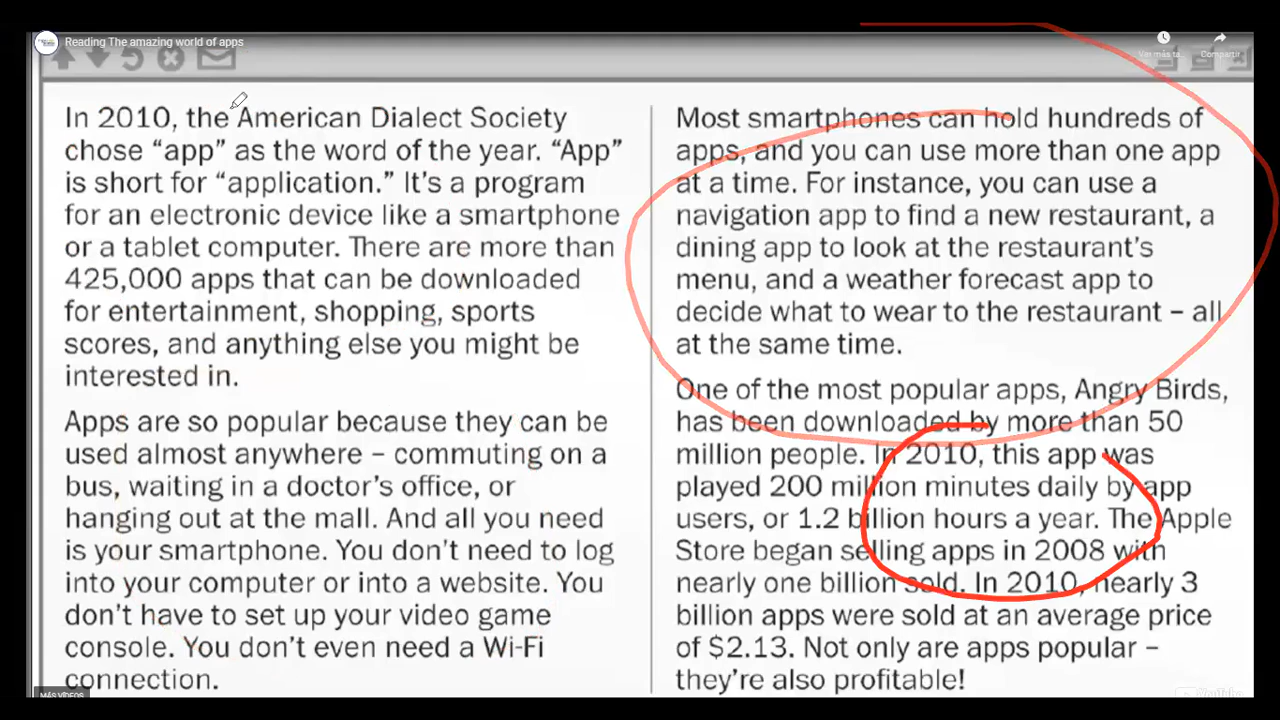 Reading The amazing world of apps
Ver más ta...
Compartir
In 2010, the American Dialect Society
chose “app” as the word of the year. “App”
is short for “application.” It’s a program
for an electronic device like a smartphone
or a tablet computer. There are more than
425,000 apps that can be downloaded
for entertainment, shopping, sports
scores, and anything else you might be
interested in.
Apps are so popular because they can be
used almost anywhere – commuting on a
bus, waiting in a doctor’s office, or
hanging out at the mall. And all you need
is your smartphone. You don’t need to log
into your computer or into a website. You
don’t have to set up your video game
console. You don’t even need a Wi-Fi
connection.
Most smartphones can hold hundreds of
apps, and you can use more than one app
at a time. For instance, you can use a
navigation app to find a new restaurant, a
dining app to look at the restaurant’s
menu, and a weather forecast app to
decide what to wear to the restaurant – all
at the same time.
One of the most popular apps, Angry Birds,
has been downloaded by more than 50
million people. In 2010, this app was
played 200 million minutes daily by app
users, or 1.2 billion hours a year. The Apple
Store began selling apps in 2008 with
nearly one billion sold. In 2010, nearly 3
billion apps were sold at an average price
of $2.13. Not only are apps popular –
they’re also profitable!
MÁS VÍDEOS
YouTube